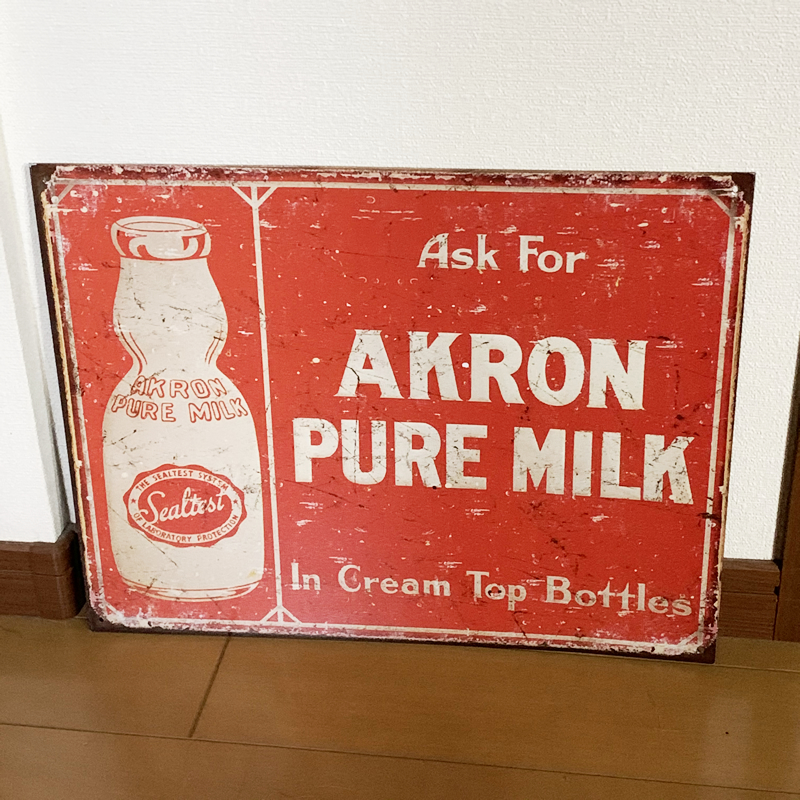 Ask For
AKRON
PURE MILK
In Cream Top Bottles
AKRON
PURE MILK
THE SEALTEST SYSTEM
Sealtest
OF LABORATORY PROTECTION